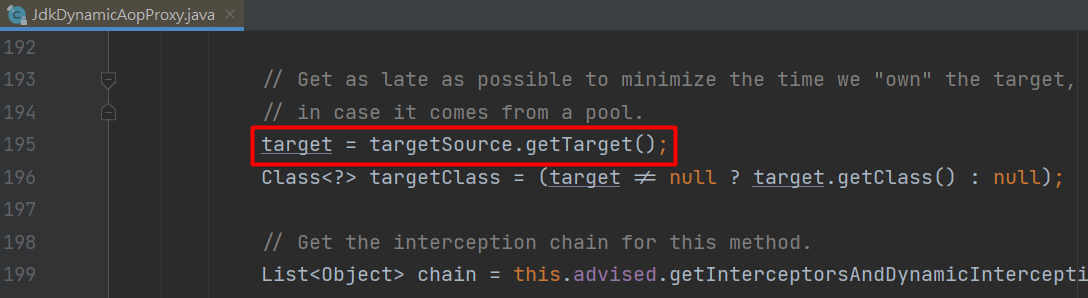 JdkDynamicAopProxy.java
192
193 // Get as late as possible to minimize the time we "own" the target,
194 // in case it comes from a pool.
195 target = targetSource.getTarget();
196 Class<?> targetClass = (target ≠ null ? target.getClass() : null);
197
198 // Get the interception chain for this method.
199 List<Object> chain = this.advised.getInterceptorsAndDynamicIntercepti